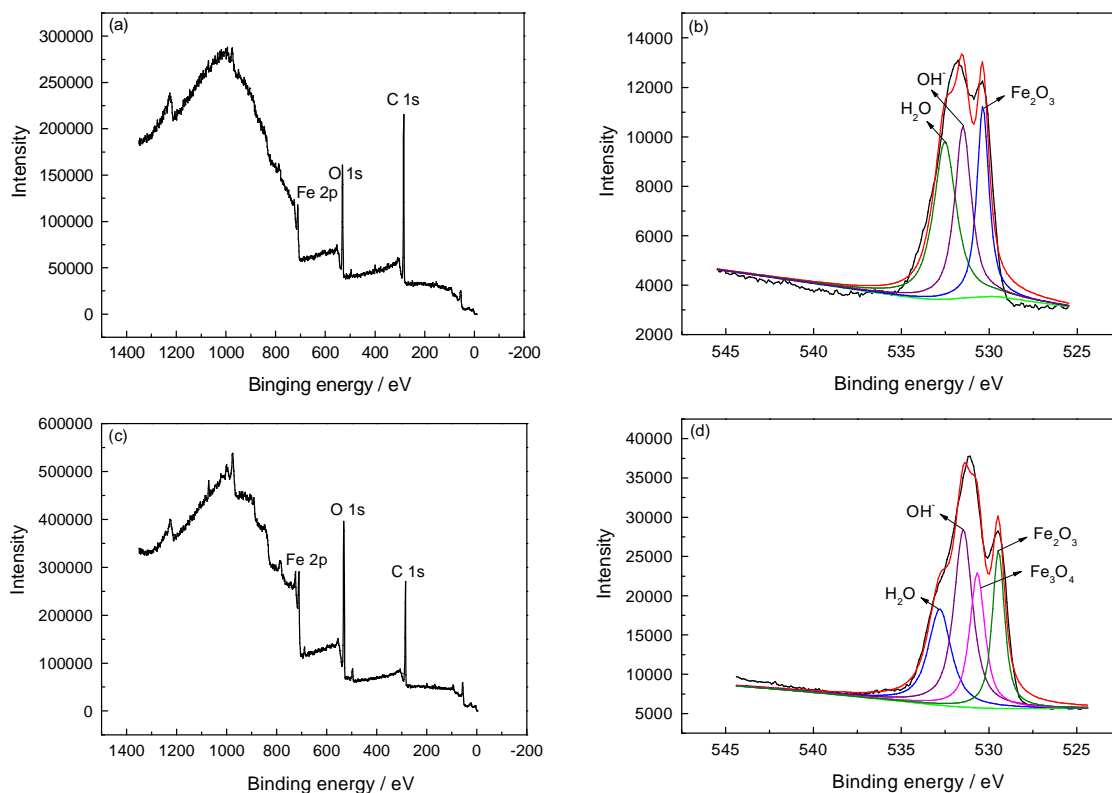 (a)
300000
250000
200000
150000
100000
50000
0
Intensity
C 1s
O 1s
Fe 2p
1400 1200 1000 800 600 400 200 0 -200
Binging energy / eV
(b)
14000
12000
10000
8000
6000
4000
2000
Intensity
OH⁻
H₂O
Fe₂O₃
545 540 535 530 525
Binding energy / eV
(c)
600000
500000
400000
300000
200000
100000
0
Intensity
O 1s
Fe 2p
C 1s
1400 1200 1000 800 600 400 200 0 -200
Binding energy / eV
(d)
40000
35000
30000
25000
20000
15000
10000
5000
Intensity
OH⁻
Fe₂O₃
Fe₃O₄
H₂O
545 540 535 530 525
Binding energy / eV